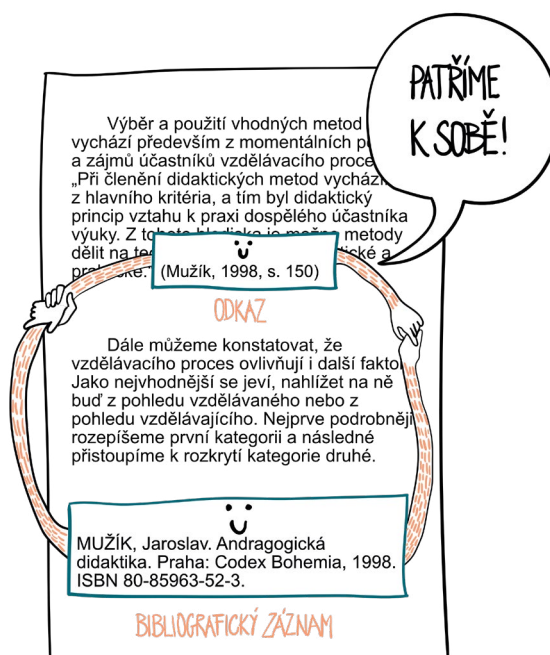 PATŘÍME
K SOBĚ!
Výběr a použití vhodných metod
vychází především z momentálních
a zájmů účastníků vzdělávacího
„Při členění didaktických metod
z hlavního kritéria, a tím byl didaktický
princip vztahu k praxi dospělého účastníka
výuky. Z metody
dělit na a
(Mužík, 1998, s. 150)
ODKAZ
Dále můžeme konstatovat, že
vzdělávacího proces ovlivňují i další
Jako nejvhodnější se jeví, nahlížet na ně
buď z pohledu vzdělávaného nebo z
pohledu vzdělávajícího. Nejprve podrobněji
rozepíšeme první kategorii a následné
přistoupíme k rozkrytí kategorie druhé.
MUŽÍK, Jaroslav. Andragogická
didaktika. Praha: Codex Bohemia, 1998.
ISBN 80-85963-52-3.
BIBLIOGRAFICKÝ ZÁZNAM